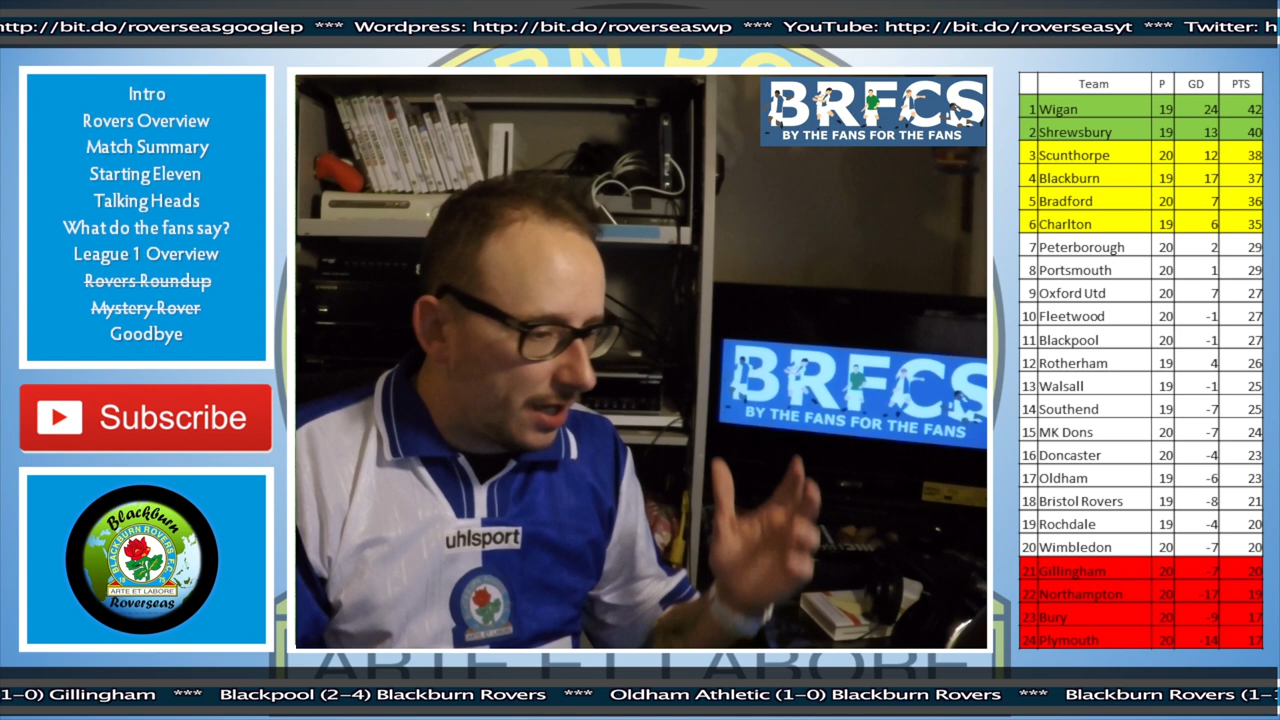 http://bit.do/roverseasgooglep *** Wordpress: http://bit.do/roverseaswp *** YouTube: http://bit.do/roverseasyt *** Twitter: h
Intro
Rovers Overview
Match Summary
Starting Eleven
Talking Heads
What do the fans say?
League 1 Overview
Rovers Roundup
Mystery Rover
Goodbye
Subscribe
Blackburn
BLACKBURN ROVERS F.C.
1875
ARTE ET LABORE
Roverseas
BRFCS
BY THE FANS FOR THE FANS
BRFCS
BY THE FANS FOR THE FANS
uhlsport
Team P GD PTS
1 Wigan 19 24 42
2 Shrewsbury 19 13 40
3 Scunthorpe 20 12 38
4 Blackburn 19 17 37
5 Bradford 20 7 36
6 Charlton 19 6 35
7 Peterborough 20 2 29
8 Portsmouth 20 1 29
9 Oxford Utd 20 7 27
10 Fleetwood 20 -1 27
11 Blackpool 20 -1 27
12 Rotherham 19 4 26
13 Walsall 19 -1 25
14 Southend 19 -7 25
15 MK Dons 20 -7 24
16 Doncaster 20 -4 23
17 Oldham 19 -6 23
18 Bristol Rovers 19 -8 21
19 Rochdale 19 -4 20
20 Wimbledon 20 -7 20
21 Gillingham 20 -7 20
22 Northampton 20 -17 19
23 Bury 20 -9 17
24 Plymouth 20 -14 17
ARTE ET LABORE
1-0) Gillingham *** Blackpool (2-4) Blackburn Rovers *** Oldham Athletic (1-0) Blackburn Rovers *** Blackburn Rovers (1-